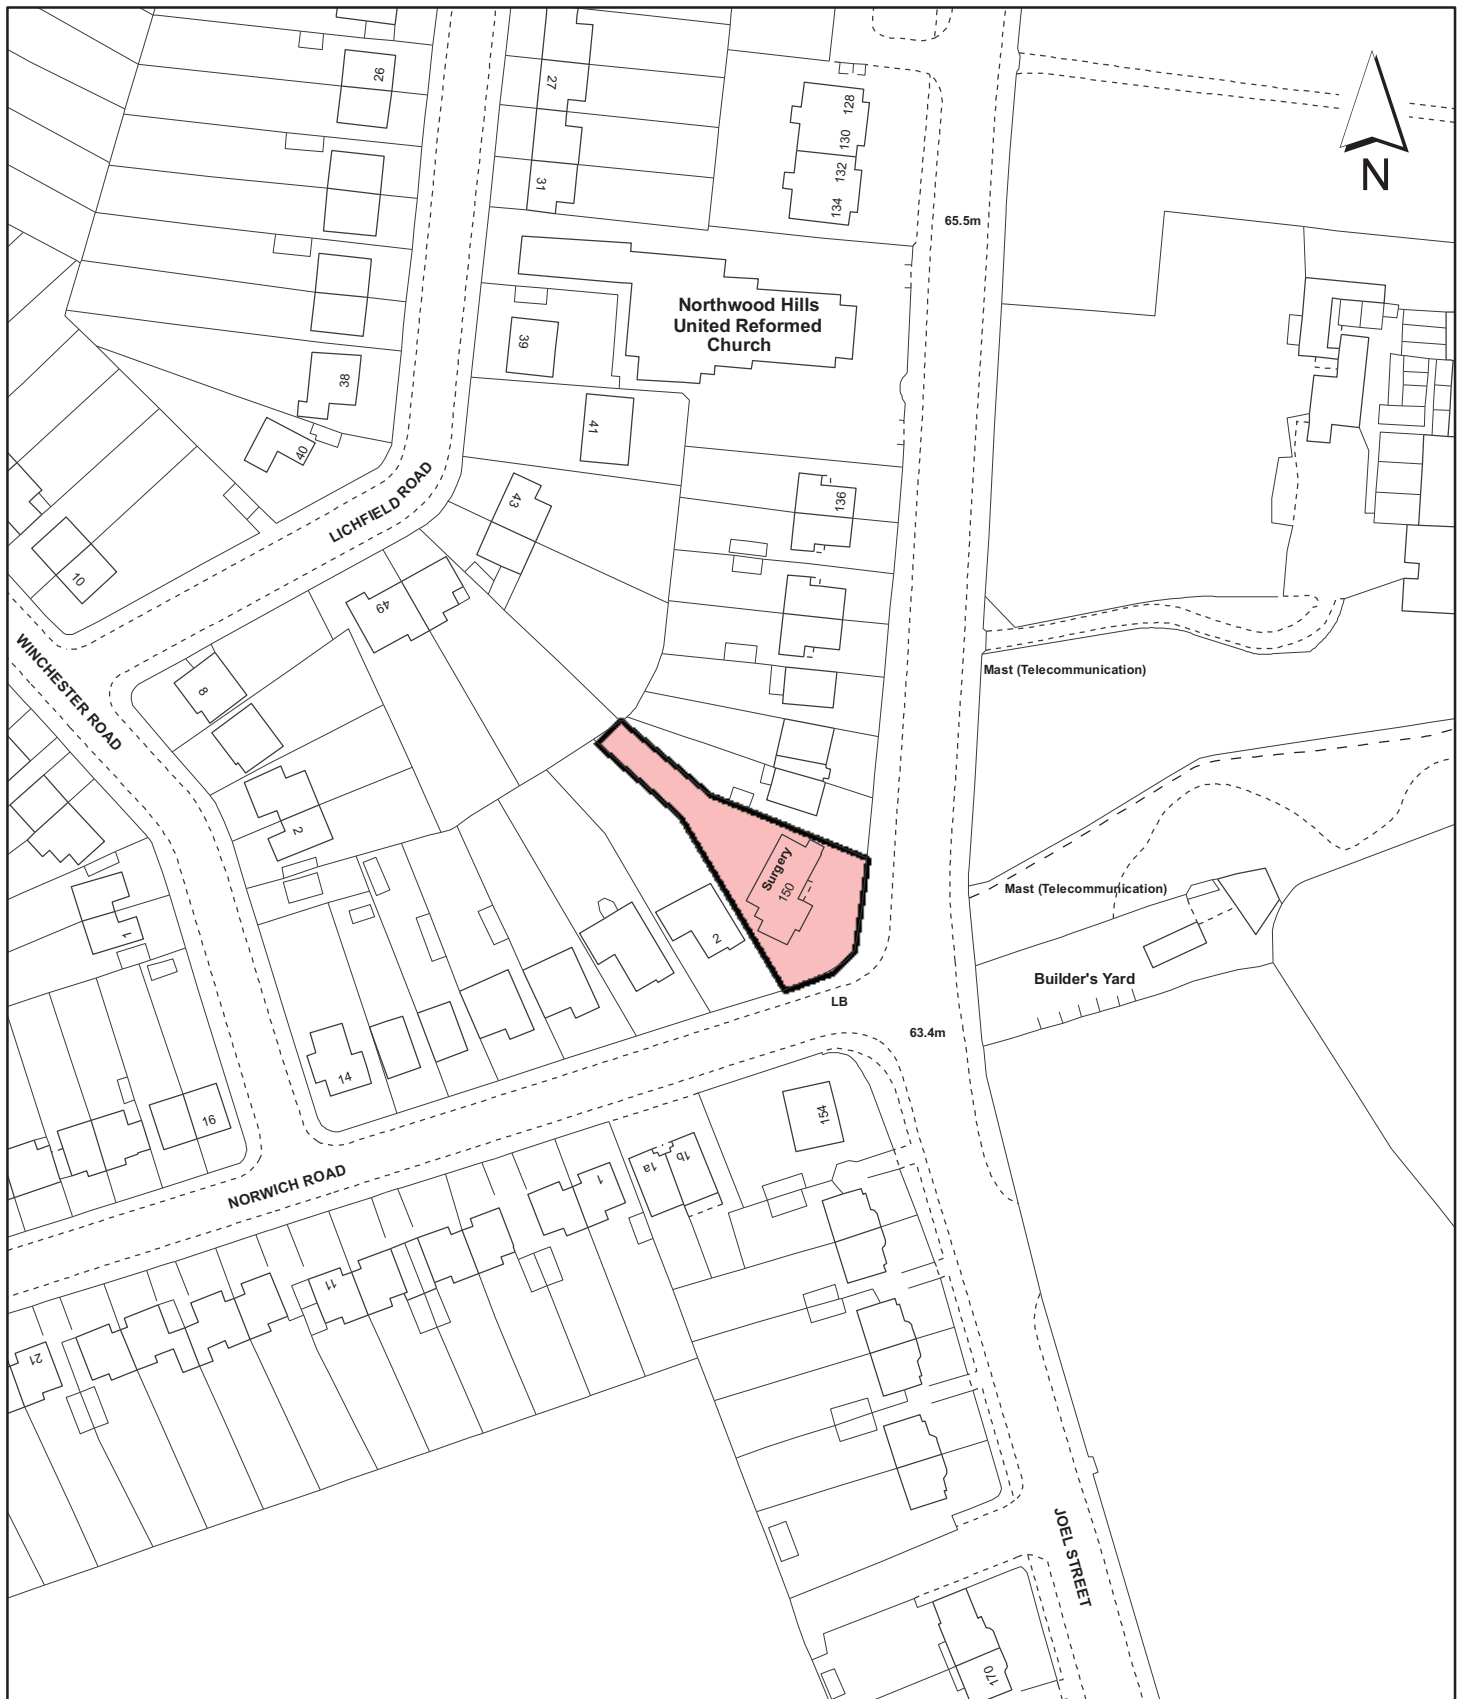 26
27
128
130
132
134
31
N
65.5m
Northwood Hills
United Reformed
Church
39
38
41
40
136
43
LICHFIELD ROAD
10
49
WINCHESTER ROAD
8
Mast (Telecommunication)
2
Surgery
150
Mast (Telecommunication)
1
2
Builder's Yard
LB
63.4m
14
16
154
1a
1b
1
NORWICH ROAD
11
21
JOEL STREET
170